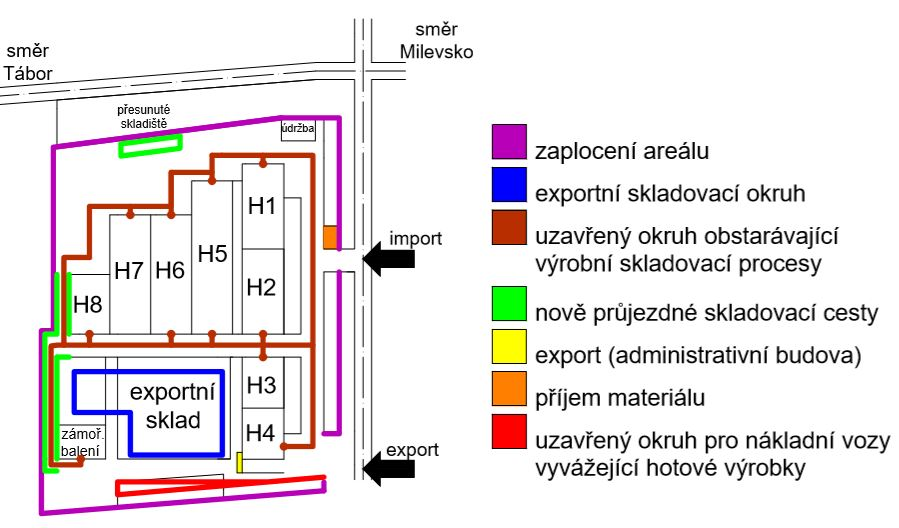 směr
Milevsko
směr
Tábor
přesunuté
skladiště
údržba
H1
import
H5
H7
H6
H2
H8
exportní
sklad
H3
H4
zámoř.
balení
export
zaplocení areálu
exportní skladovací okruh
uzavřený okruh obstarávající
výrobní skladovací procesy
nově průjezdné skladovací cesty
export (administrativní budova)
příjem materiálu
uzavřený okruh pro nákladní vozy
vyvážející hotové výrobky